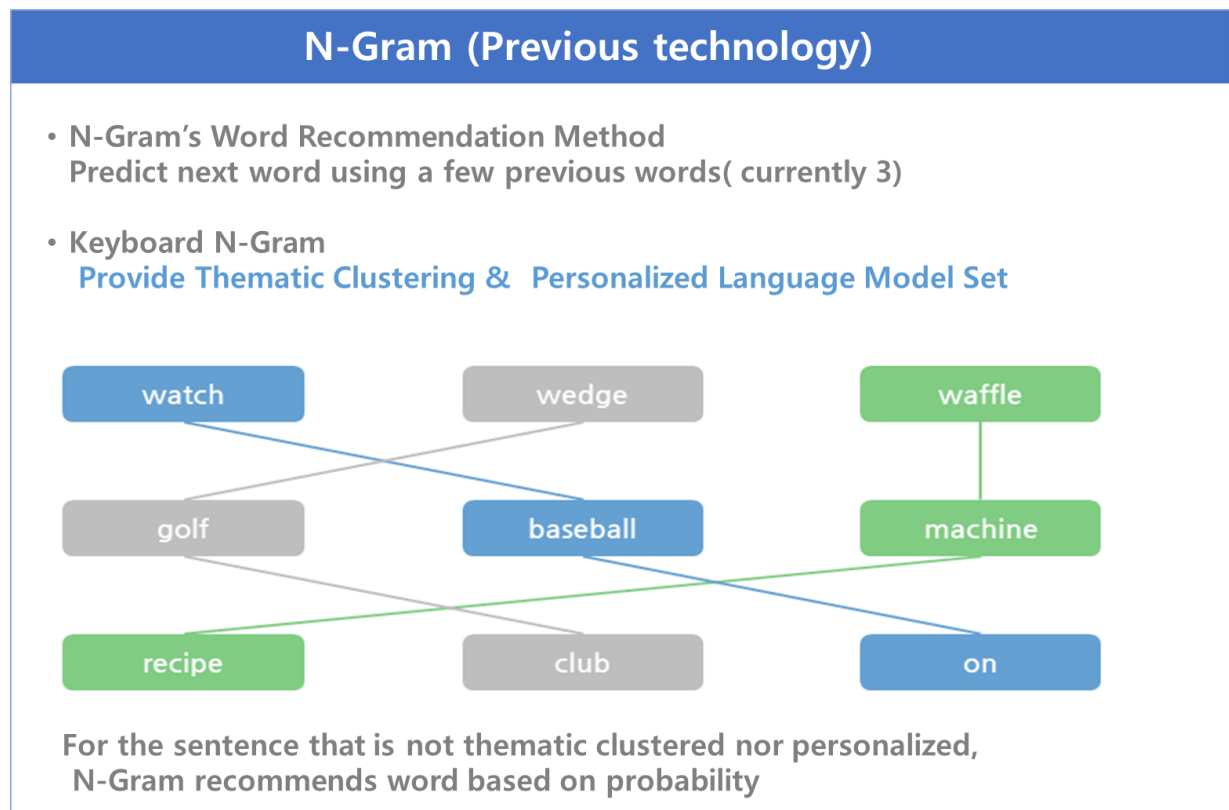 N-Gram (Previous technology)
• N-Gram's Word Recommendation Method
Predict next word using a few previous words( currently 3)
• Keyboard N-Gram
Provide Thematic Clustering & Personalized Language Model Set
watch
wedge
waffle
golf
baseball
machine
recipe
club
on
For the sentence that is not thematic clustered nor personalized,
N-Gram recommends word based on probability